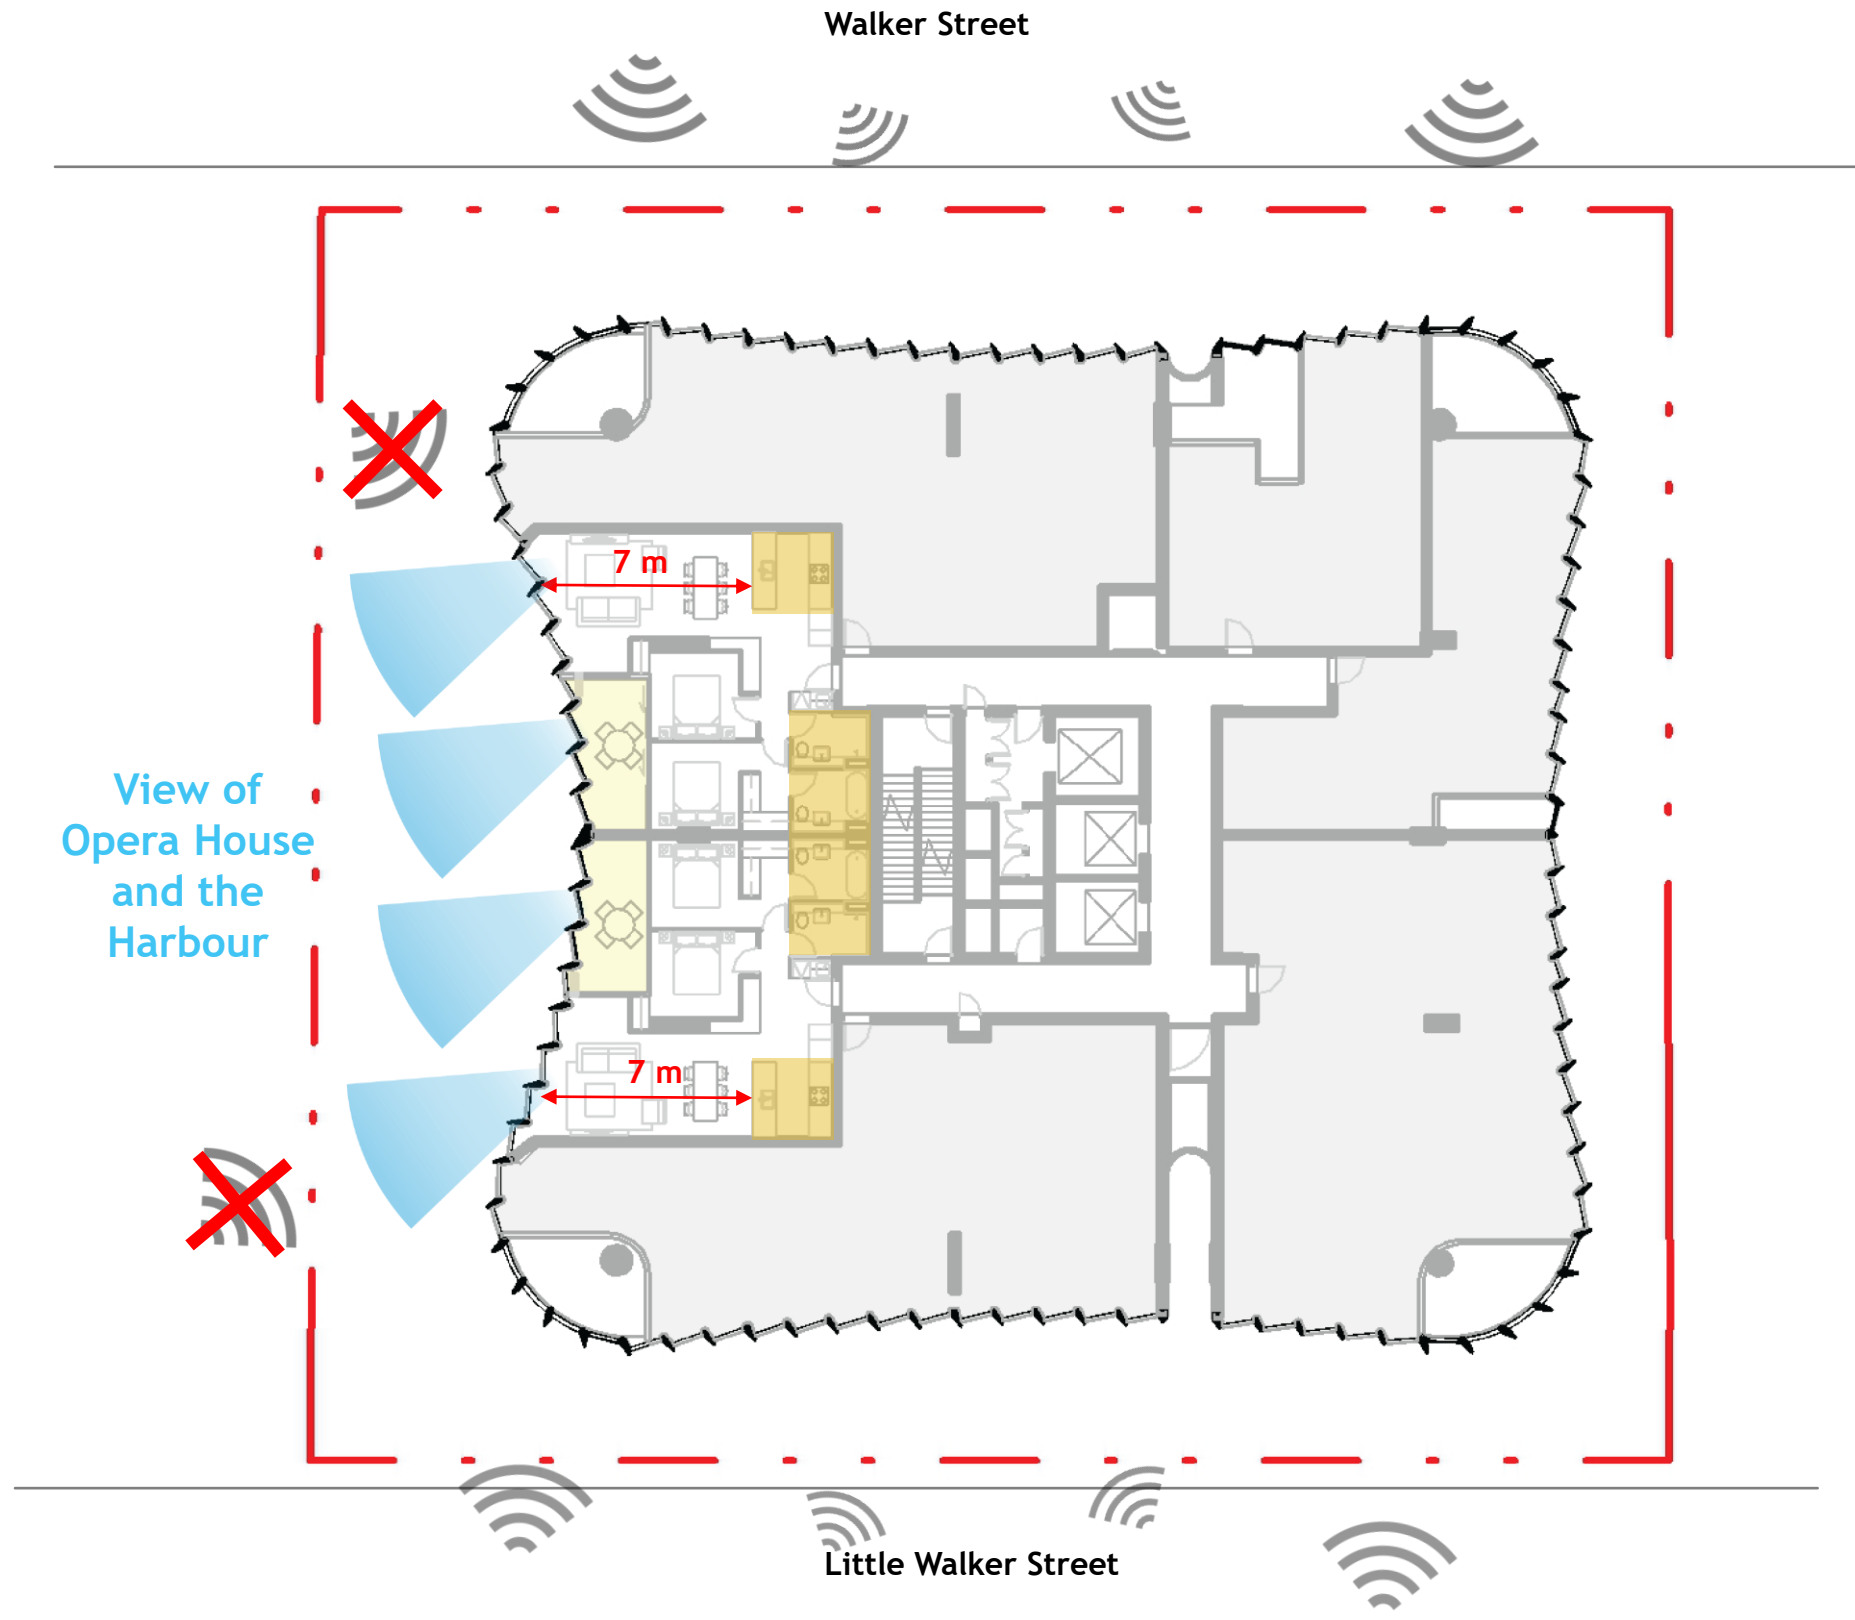 Walker Street
7 m
View of
Opera House
and the
Harbour
7 m
Little Walker Street